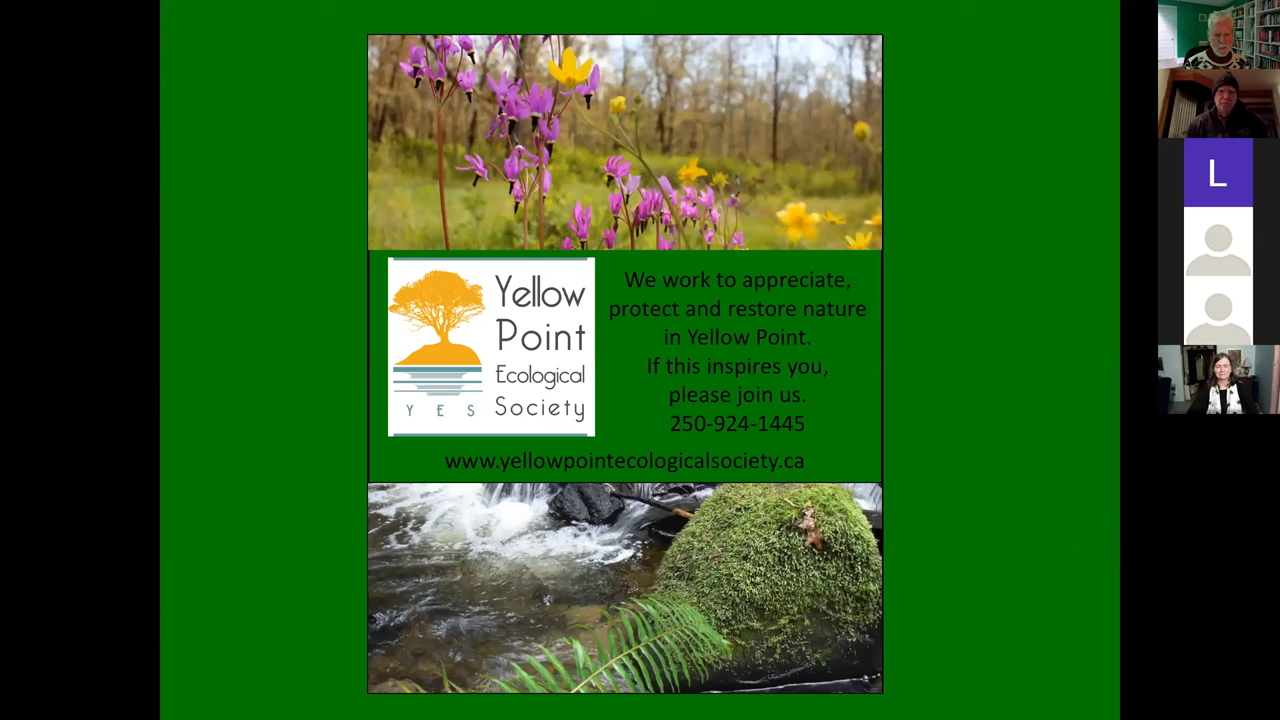 Yellow
Point
Ecological
Society
Y E S
We work to appreciate,
protect and restore nature
in Yellow Point.
If this inspires you,
please join us.
250-924-1445
www.yellowpointecologicalsociety.ca
L